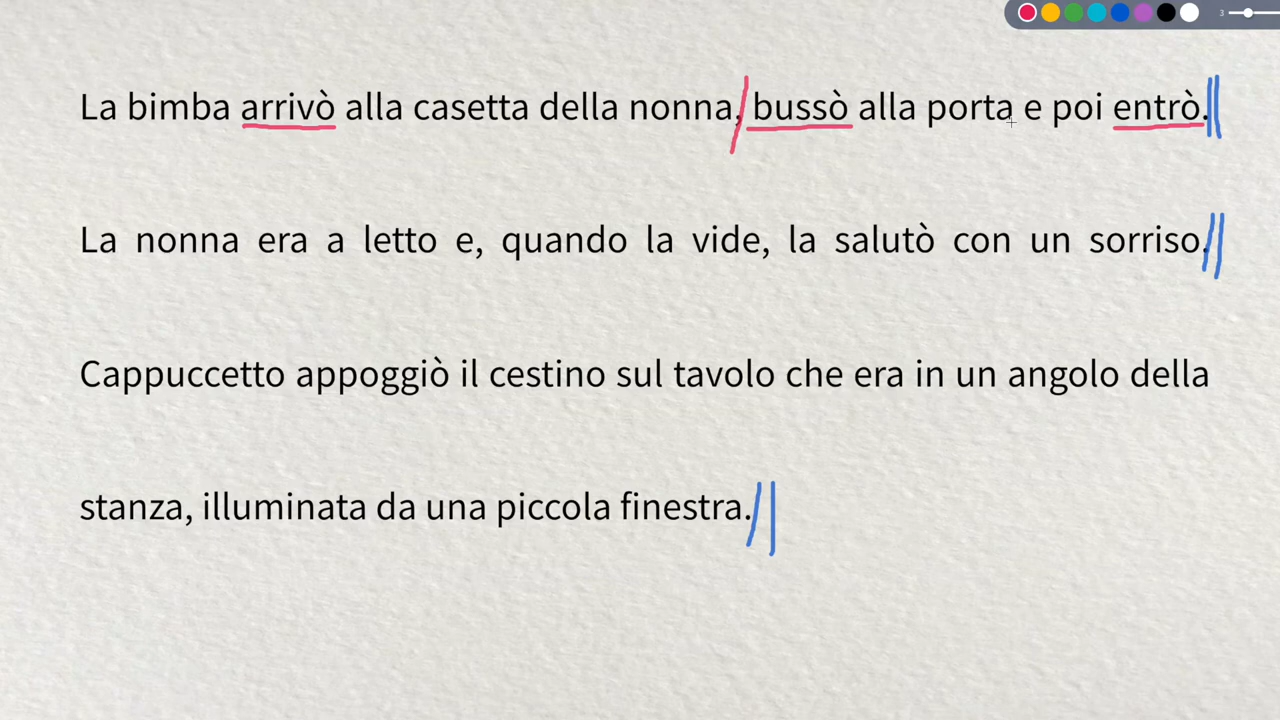 3
La bimba arrivò alla casetta della nonna, bussò alla porta e poi entrò.
La nonna era a letto e, quando la vide, la salutò con un sorriso.
Cappuccetto appoggiò il cestino sul tavolo che era in un angolo della
stanza, illuminata da una piccola finestra.